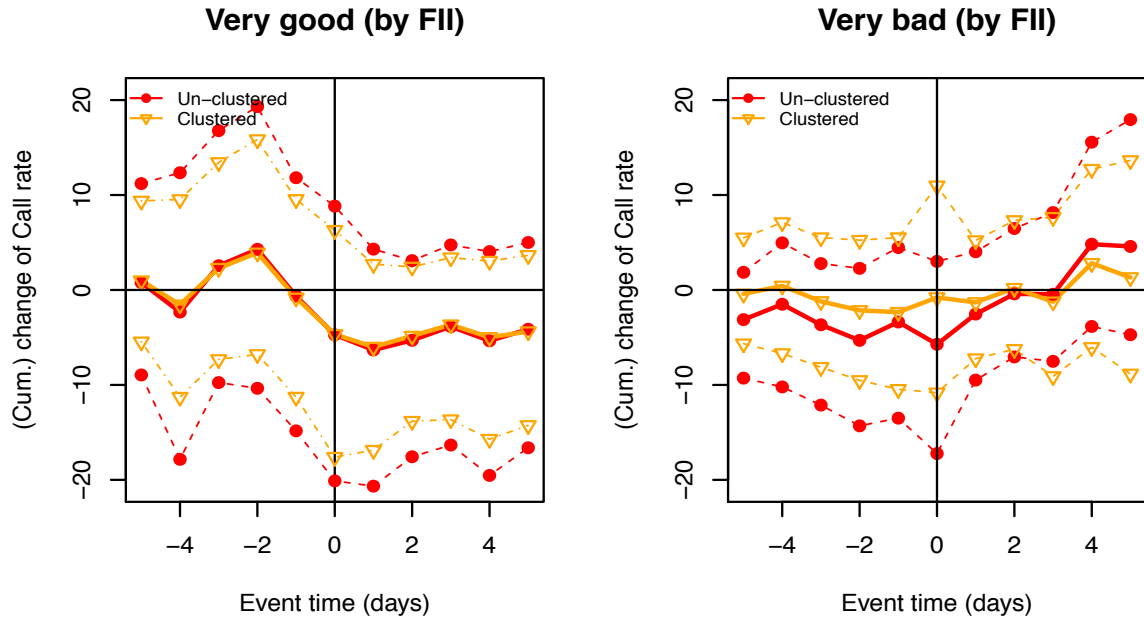 Very good (by FII)
(Cum.) change of Call rate
20
10
0
−10
−20
Un−clustered
Clustered
−4
−2
0
2
4
Event time (days)
Very bad (by FII)
(Cum.) change of Call rate
20
10
0
−10
−20
Un−clustered
Clustered
−4
−2
0
2
4
Event time (days)